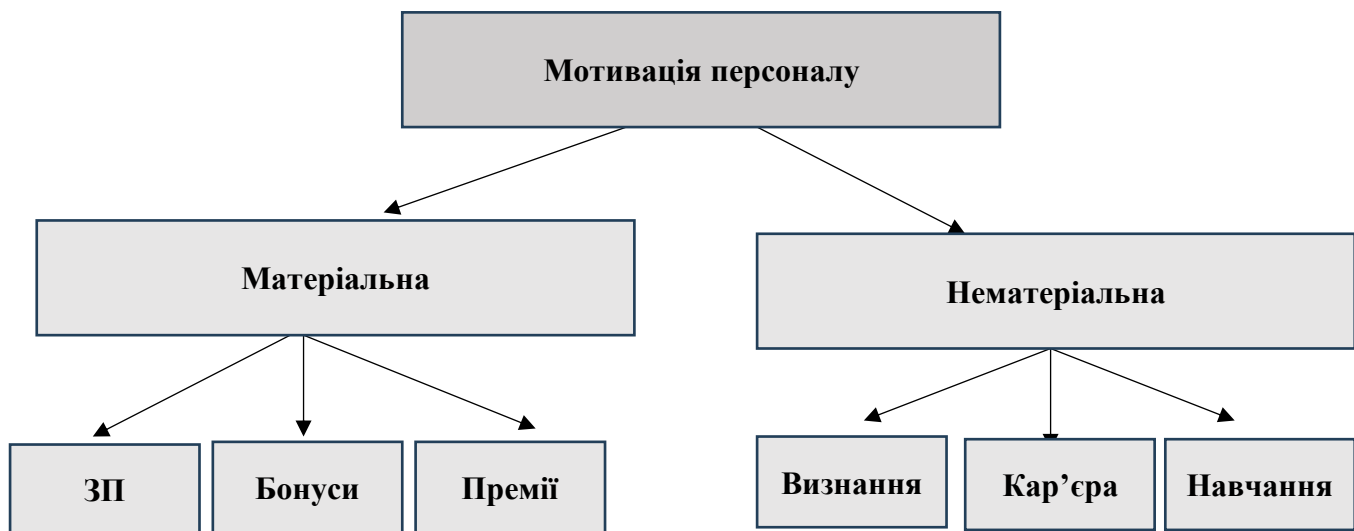 Мотивація персоналу
Матеріальна
Нематеріальна
ЗП
Бонуси
Премії
Визнання
Кар’єра
Навчання